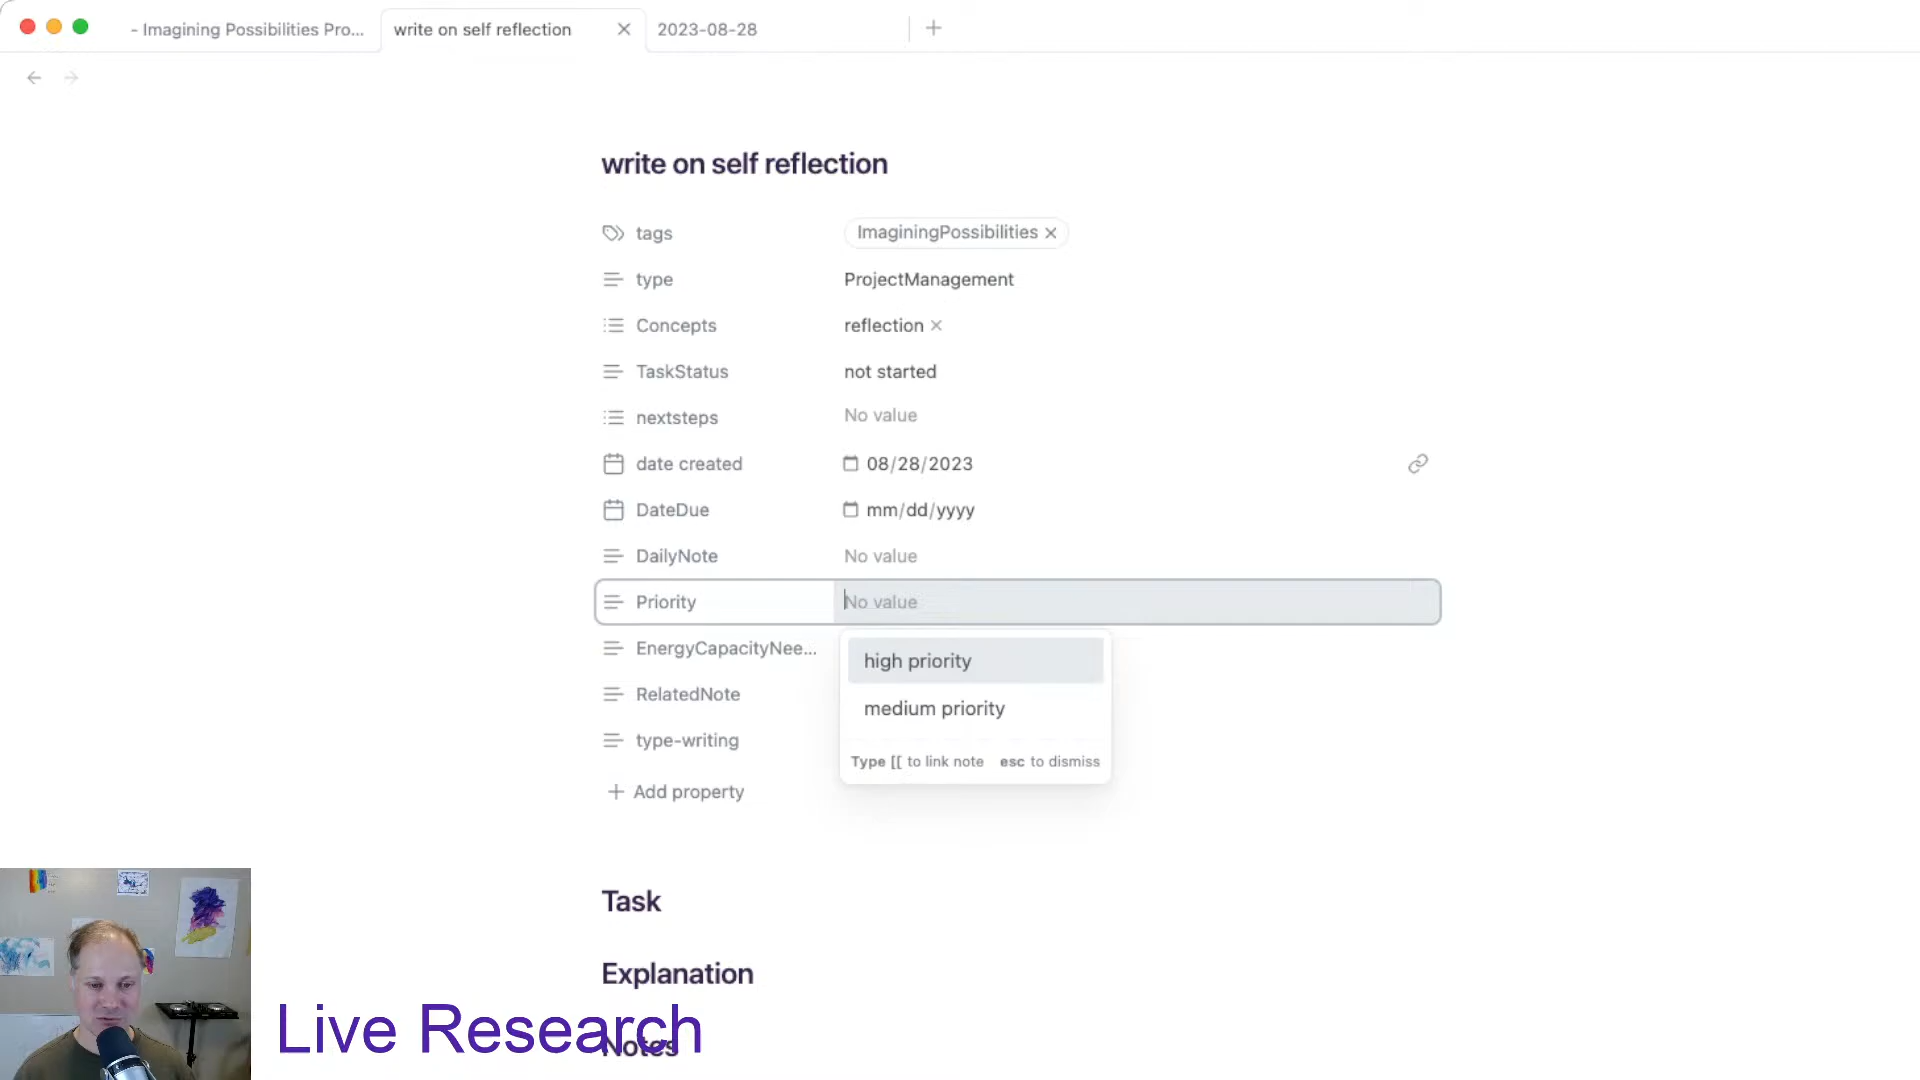 - Imagining Possibilities Pro...
write on self reflection
2023-08-28
write on self reflection
tags ImaginingPossibilities
type ProjectManagement
Concepts reflection
TaskStatus not started
nextsteps No value
date created 08/28/2023
DateDue mm/dd/yyyy
DailyNote No value
Priority No value
EnergyCapacityNee...
high priority
RelatedNote
medium priority
type-writing
Type [[ to link note esc to dismiss
Add property
Task
Explanation
Live Research
Notes